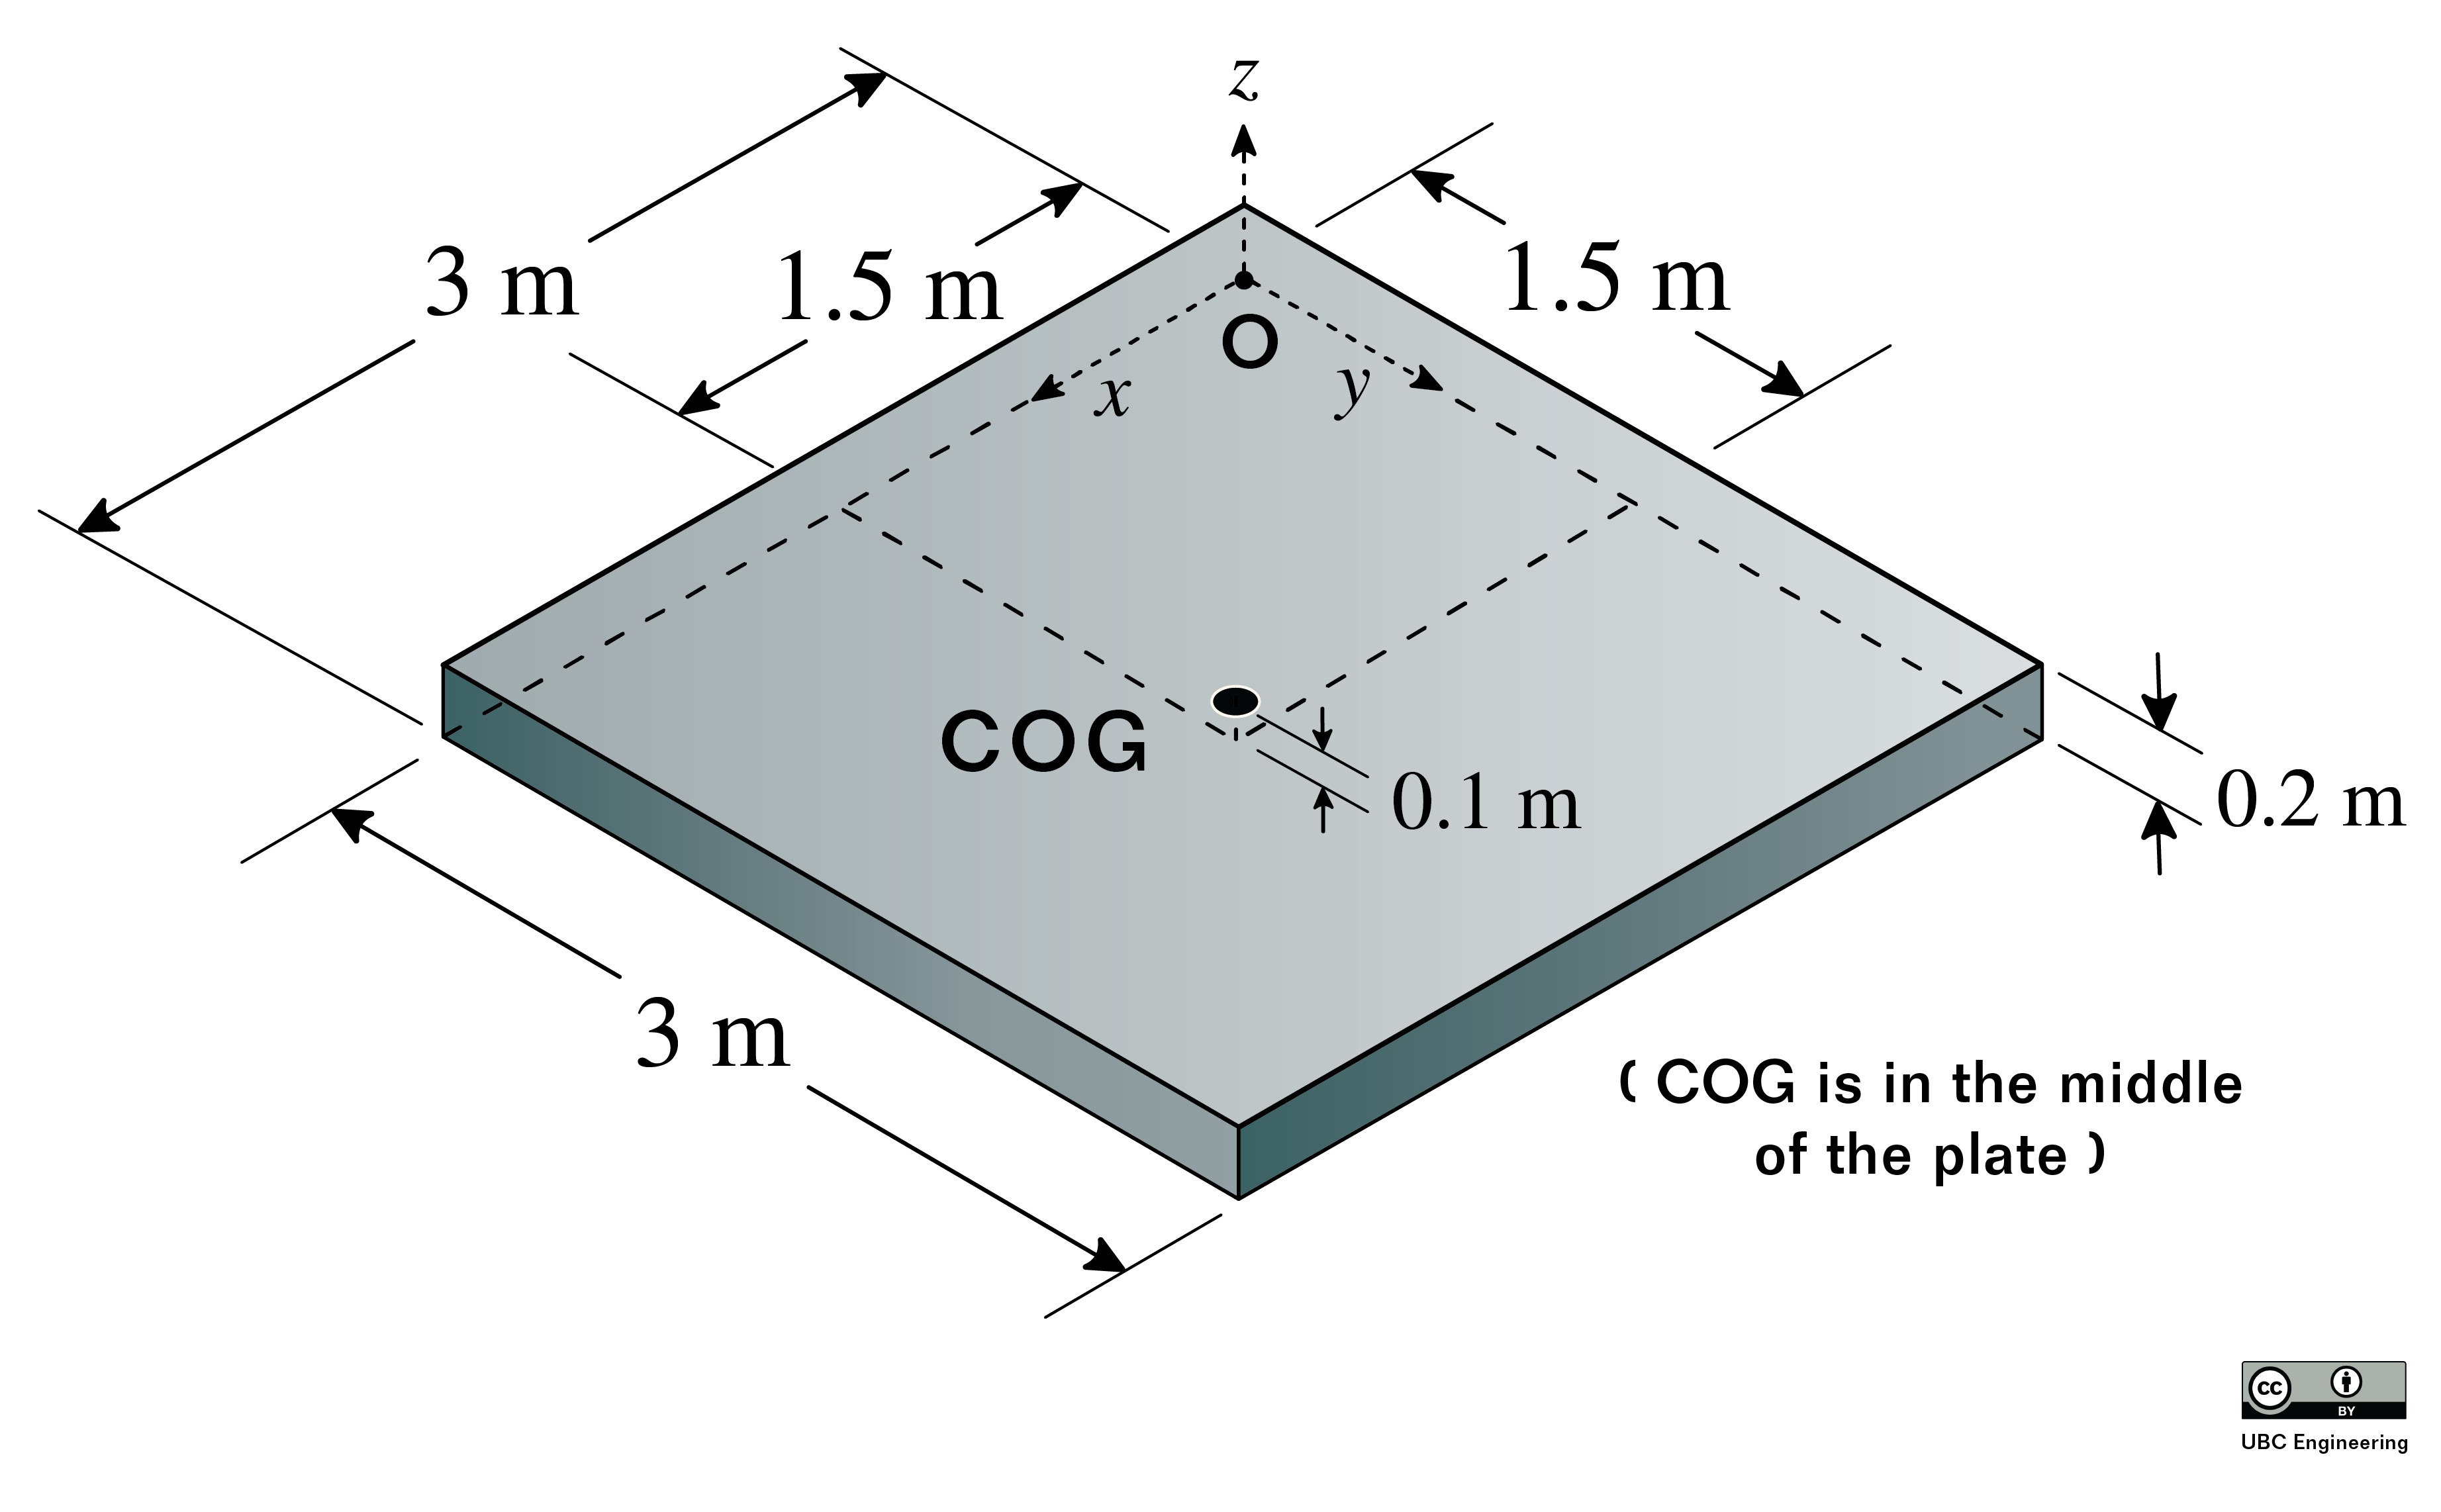 z
3 m
1.5 m
1.5 m
O
x
y
COG
0.1 m
0.2 m
3 m
( COG is in the middle
of the plate )
CC
BY
UBC Engineering